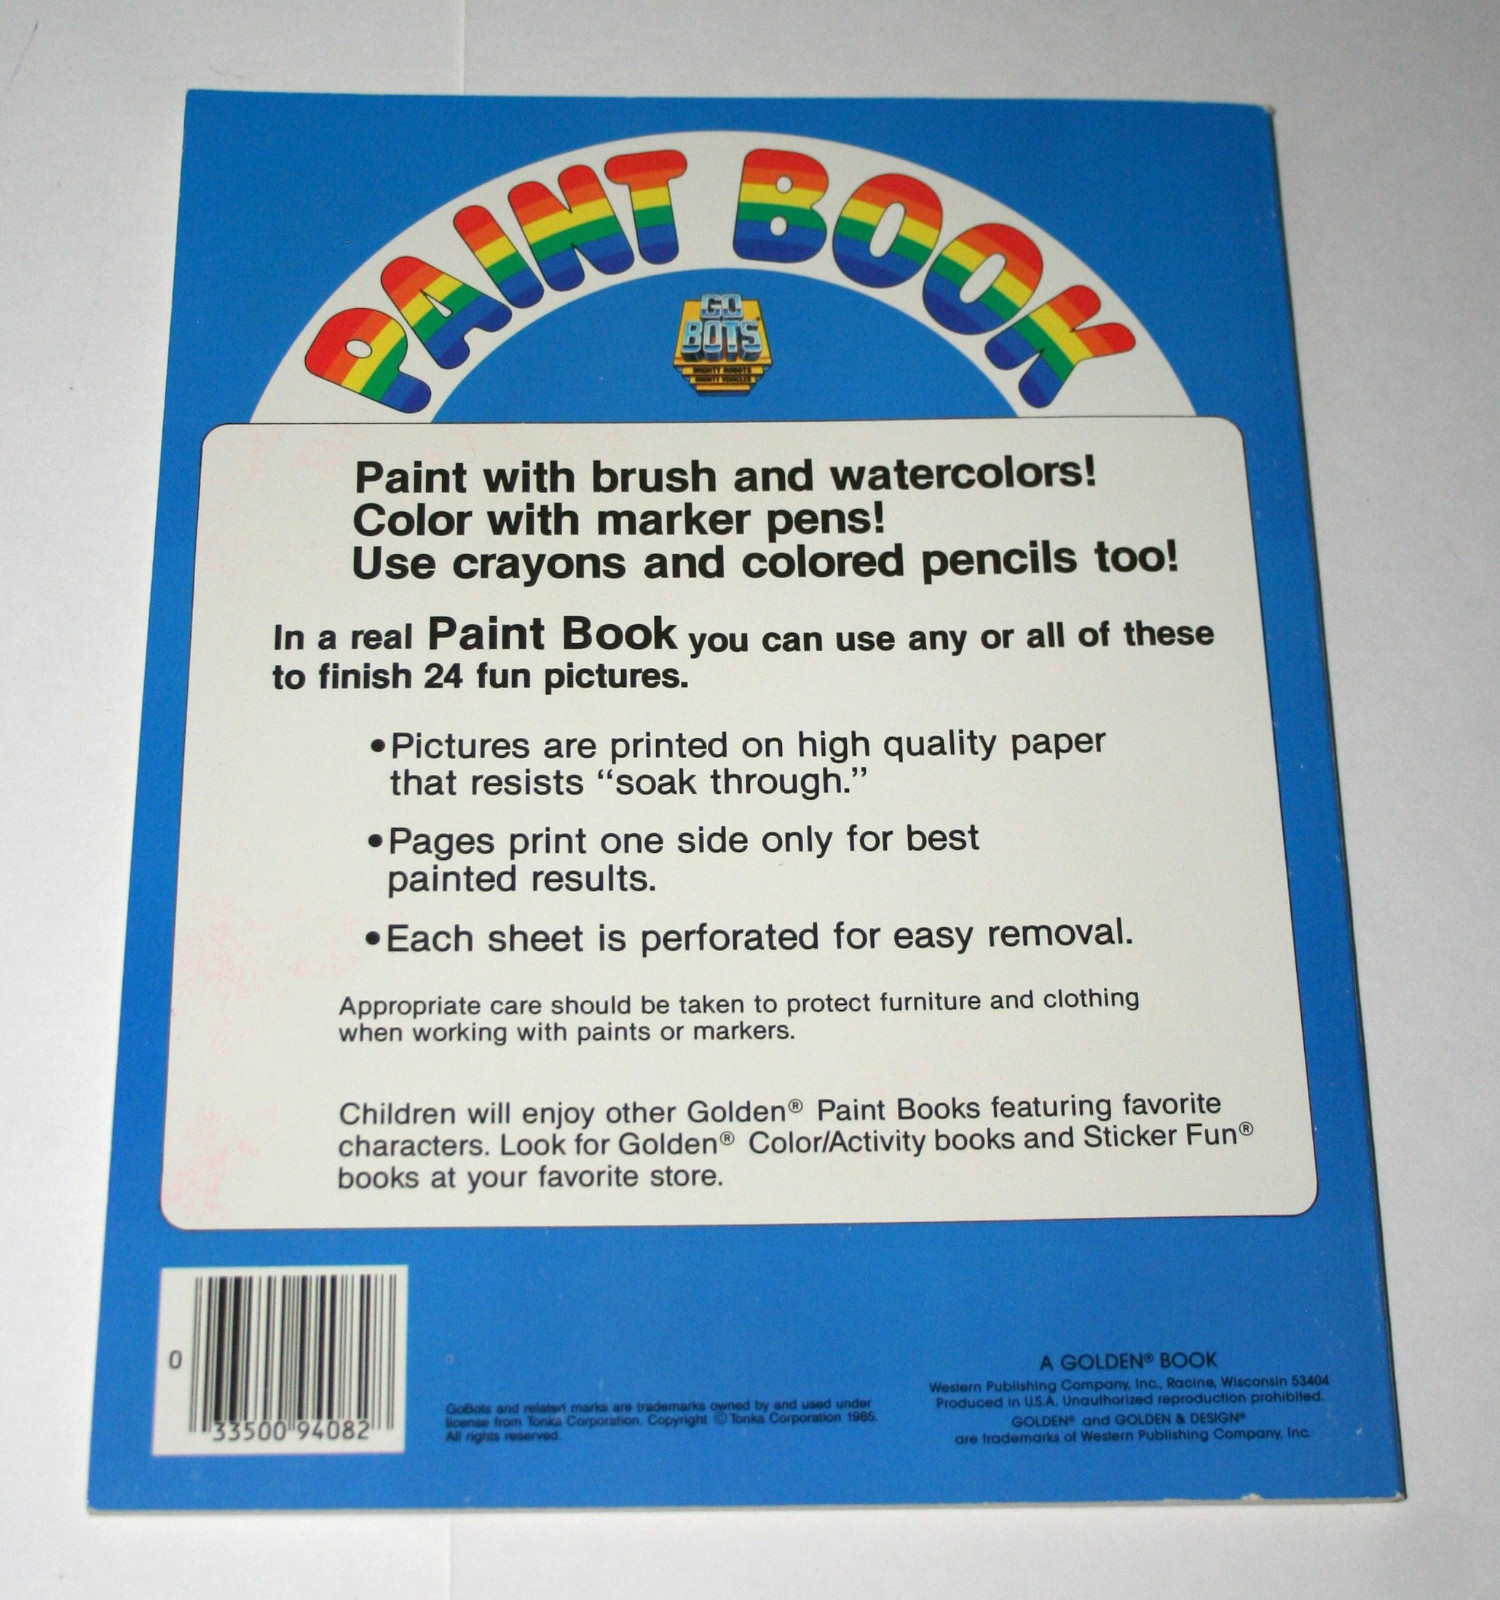 PAINT BOOK
GO
BOTS
MIGHTY ROBOTS
MIGHTY VEHICLES
Paint with brush and watercolors!
Color with marker pens!
Use crayons and colored pencils too!
In a real Paint Book you can use any or all of these
to finish 24 fun pictures.
•Pictures are printed on high quality paper
that resists “soak through.”
•Pages print one side only for best
painted results.
•Each sheet is perforated for easy removal.
Appropriate care should be taken to protect furniture and clothing
when working with paints or markers.
Children will enjoy other Golden® Paint Books featuring favorite
characters. Look for Golden® Color/Activity books and Sticker Fun®
books at your favorite store.
0
33500 94082
GoBots and related marks are trademarks owned by and used under
license from Tonka Corporation. Copyright © Tonka Corporation 1985.
All rights reserved.
A GOLDEN® BOOK
Western Publishing Company, Inc., Racine, Wisconsin 53404
Produced in U.S.A. Unauthorized reproduction prohibited.
GOLDEN® and GOLDEN & DESIGN®
are trademarks of Western Publishing Company, Inc.